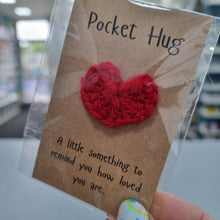 Pocket Hug
A little something to
remind you how loved
you are.